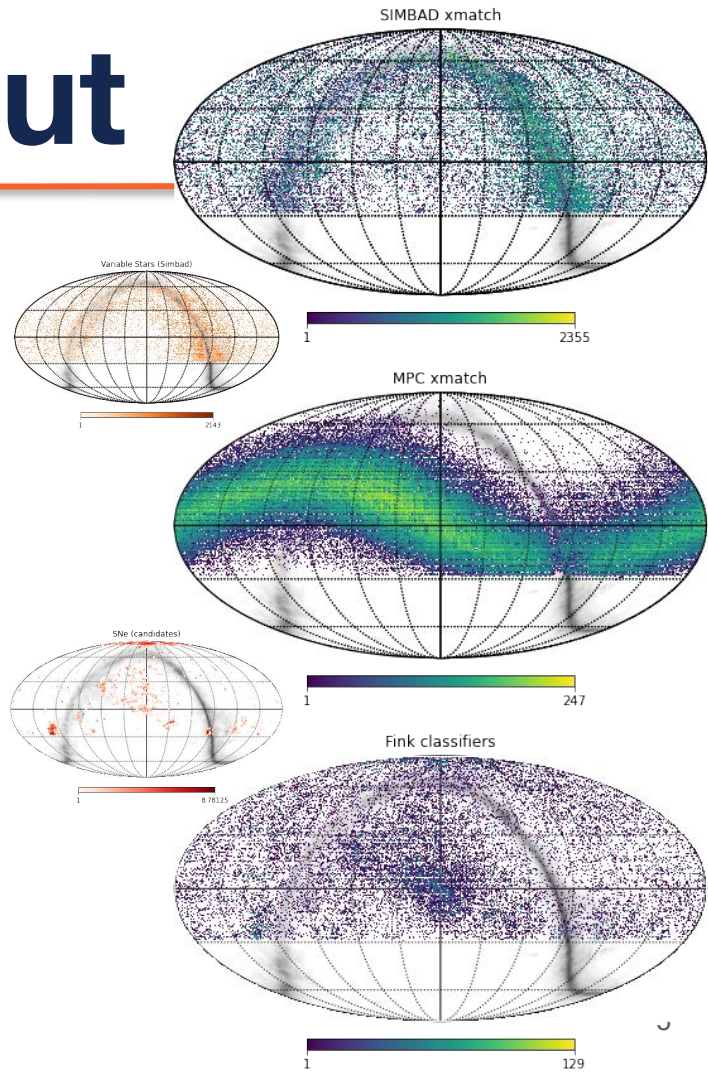 SIMBAD xmatch
ut
1 2355
Variable Stars (Simbad)
1 2143
MPC xmatch
1 247
SNe (candidates)
1 8.78125
Fink classifiers
1 129